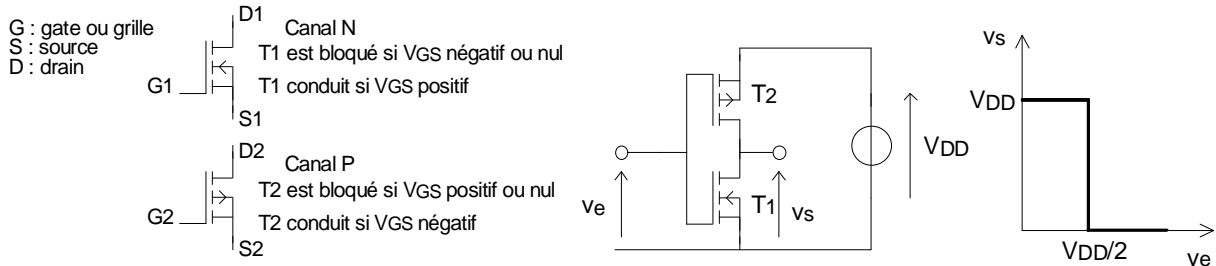 G : gate ou grille
S : source
D : drain
D1
Canal N
T1 est bloqué si VGS négatif ou nul
G1
T1 conduit si VGS positif
S1
D2
Canal P
T2 est bloqué si VGS positif ou nul
G2
T2 conduit si VGS négatif
S2
T2
VDD
ve
T1
vs
vs
VDD
VDD/2
ve